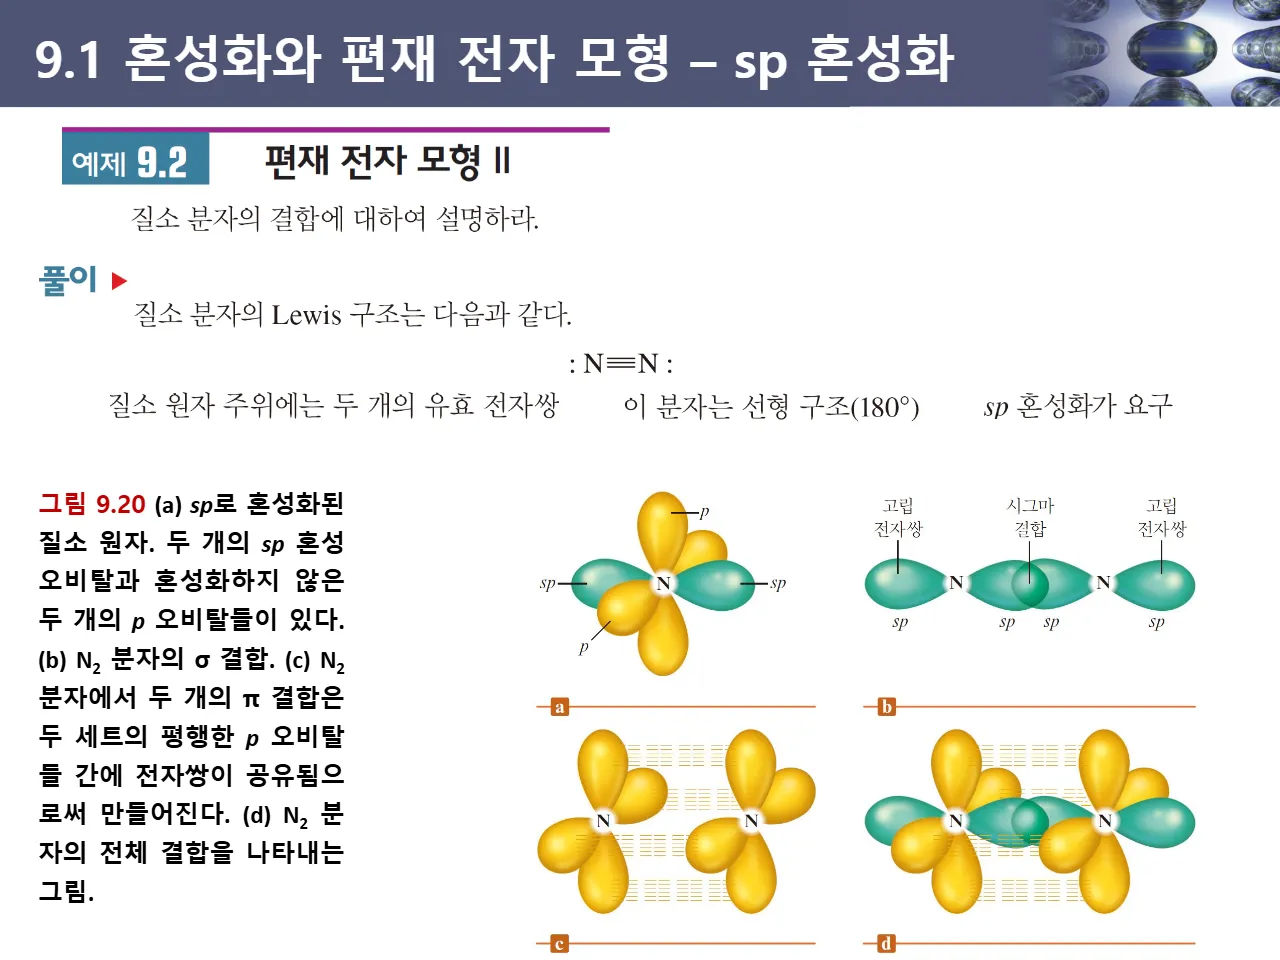 9.1 혼성화와 편재 전자 모형 – sp 혼성화
예제 9.2 편재 전자 모형 II
질소 분자의 결합에 대하여 설명하라.
풀이 ▶
질소 분자의 Lewis 구조는 다음과 같다.
: N≡N :
질소 원자 주위에는 두 개의 유효 전자쌍 이 분자는 선형 구조(180°) sp 혼성화가 요구
그림 9.20 (a) sp로 혼성화된
질소 원자. 두 개의 sp 혼성
오비탈과 혼성화하지 않은
두 개의 p 오비탈들이 있다.
(b) N₂ 분자의 σ 결합. (c) N₂
분자에서 두 개의 π 결합은
두 세트의 평행한 p 오비탈
들 간에 전자쌍이 공유됨으
로써 만들어진다. (d) N₂ 분
자의 전체 결합을 나타내는
그림.
p
sp
N
sp
p
a
고립
전자쌍
시그마
결합
고립
전자쌍
N
N
sp
sp
sp
sp
b
N
N
c
N
N
d